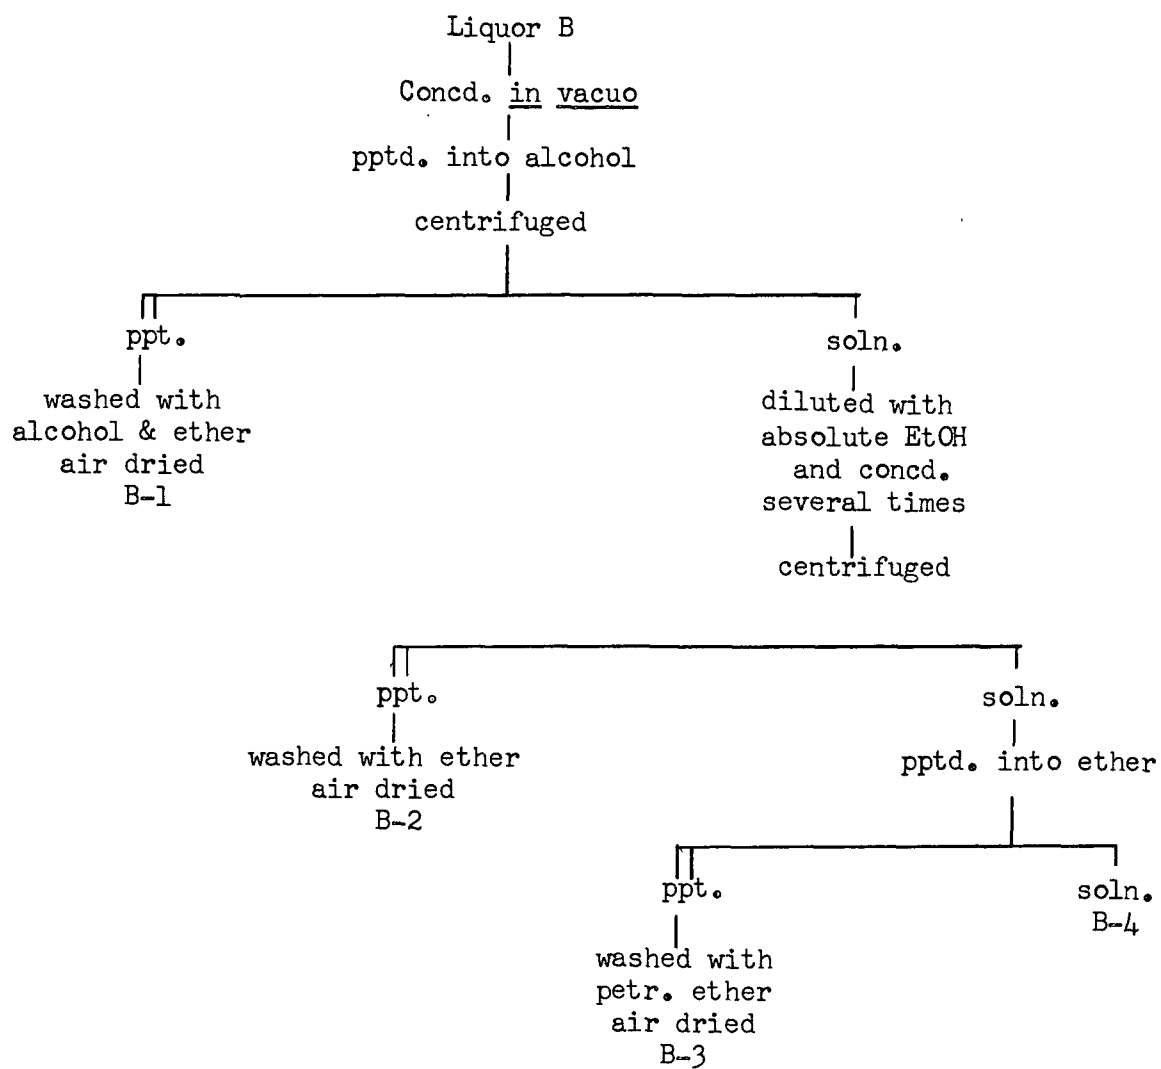 Liquor B
Concd. in vacuo
pptd. into alcohol
centrifuged
ppt.
washed with
alcohol & ether
air dried
B-1
soln.
diluted with
absolute EtOH
and concd.
several times
centrifuged
ppt.
washed with ether
air dried
B-2
soln.
pptd. into ether
ppt.
washed with
petr. ether
air dried
B-3
soln.
B-4